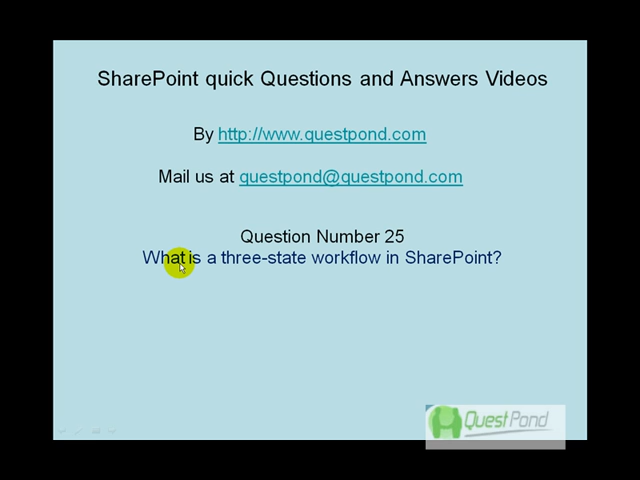 SharePoint quick Questions and Answers Videos
By http://www.questpond.com
Mail us at questpond@questpond.com
Question Number 25
What is a three-state workflow in SharePoint?
QuestPond